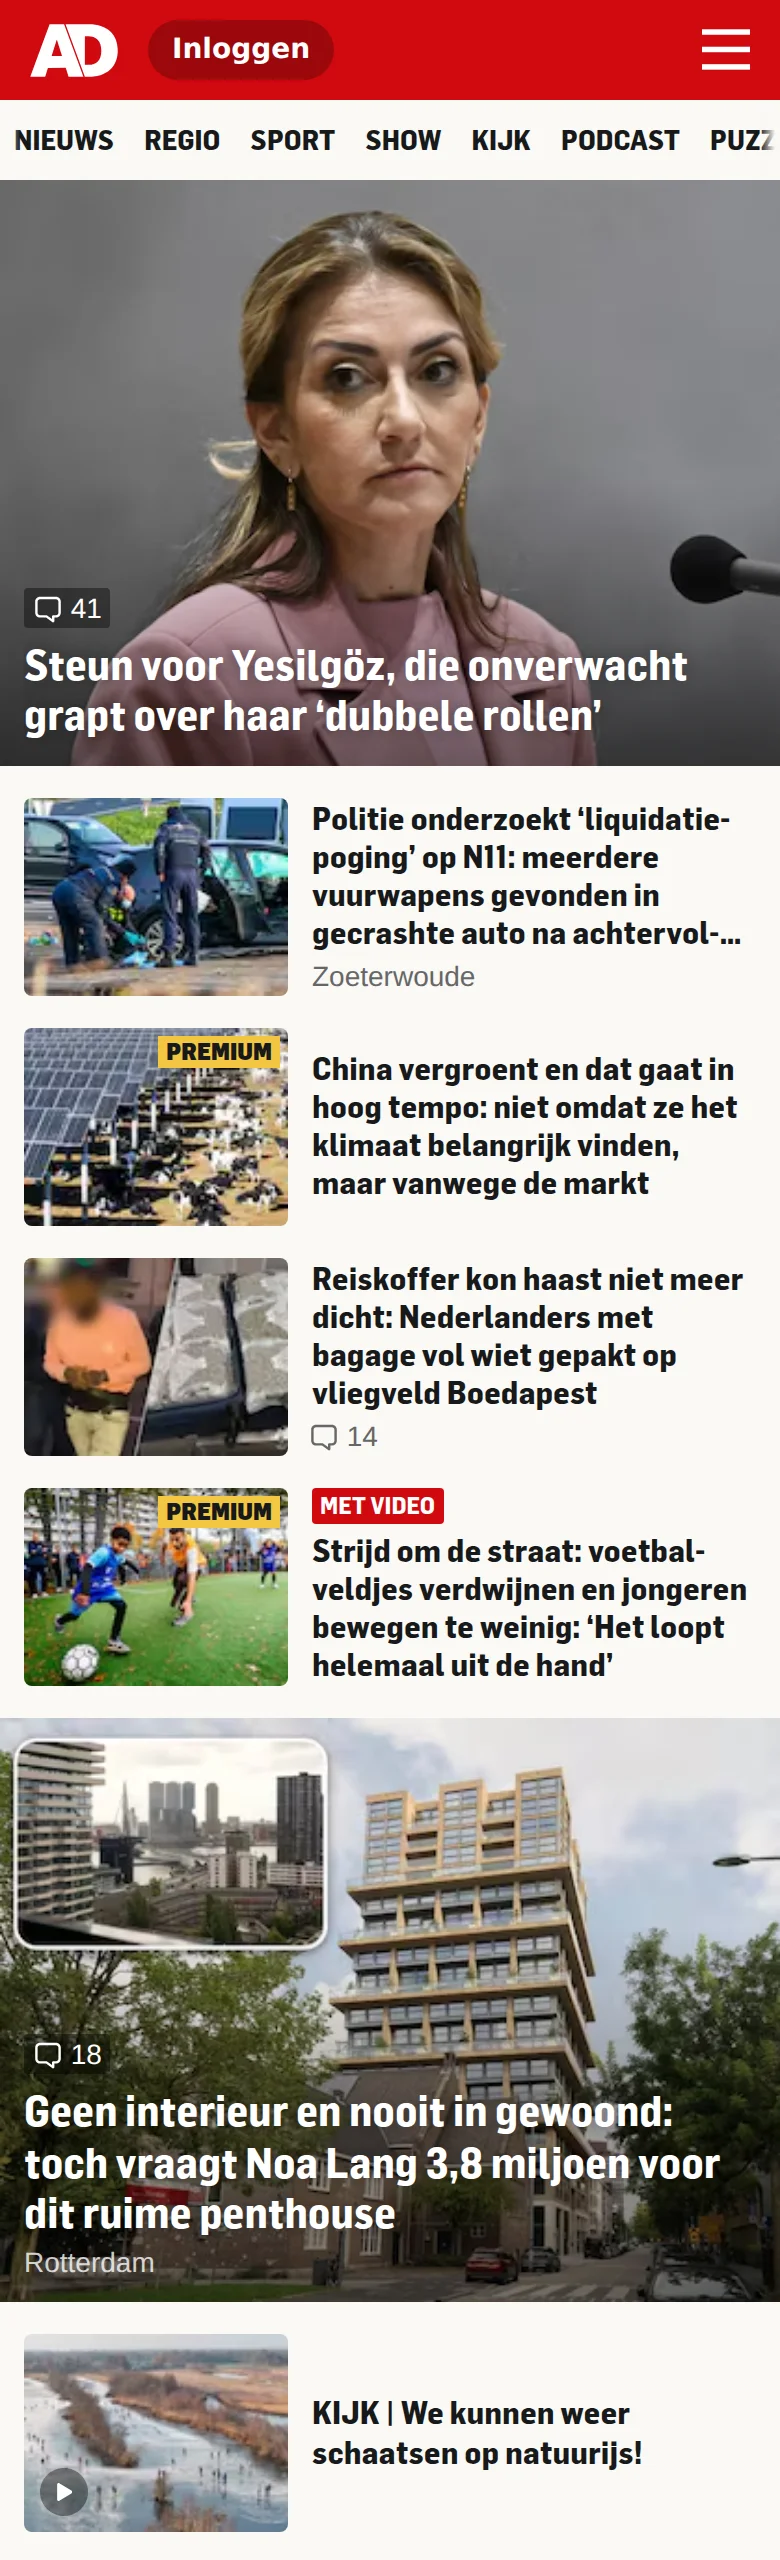 AD
Inloggen
NIEUWS REGIO SPORT SHOW KIJK PODCAST PUZZ
41
Steun voor Yesilgöz, die onverwacht
grapt over haar ‘dubbele rollen’
Politie onderzoekt ‘liquidatie-
poging’ op N11: meerdere
vuurwapens gevonden in
gecrashte auto na achtervol-...
Zoeterwoude
PREMIUM
China vergroent en dat gaat in
hoog tempo: niet omdat ze het
klimaat belangrijk vinden,
maar vanwege de markt
Reiskoffer kon haast niet meer
dicht: Nederlanders met
bagage vol wiet gepakt op
vliegveld Boedapest
14
PREMIUM
MET VIDEO
Strijd om de straat: voetbal-
veldjes verdwijnen en jongeren
bewegen te weinig: ‘Het loopt
helemaal uit de hand’
18
Geen interieur en nooit in gewoond:
toch vraagt Noa Lang 3,8 miljoen voor
dit ruime penthouse
Rotterdam
KIJK | We kunnen weer
schaatsen op natuurijs!